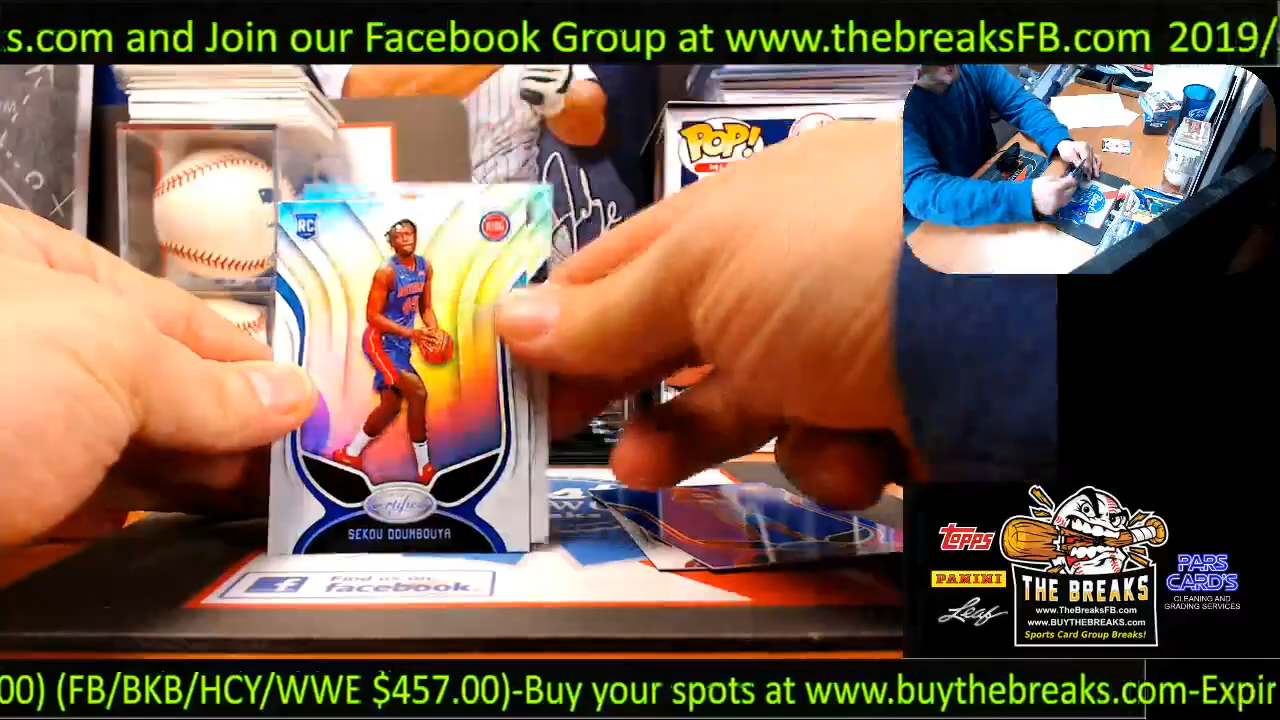 s.com and Join our Facebook Group at www.thebreaksFB.com 2019/
POP!
RC
45
SEKOU DOUMBOUYA
Find us on
facebook
TOPPS
PANINI
Leaf
THE BREAKS
www.TheBreaksFB.com
www.BUYTHEBREAKS.com
Sports Card Group Breaks!
PARS
CARD'S
CLEANING AND
GRADING SERVICES
00) (FB/BKB/HCY/WWE $457.00)-Buy your spots at www.buythebreaks.com-Expir